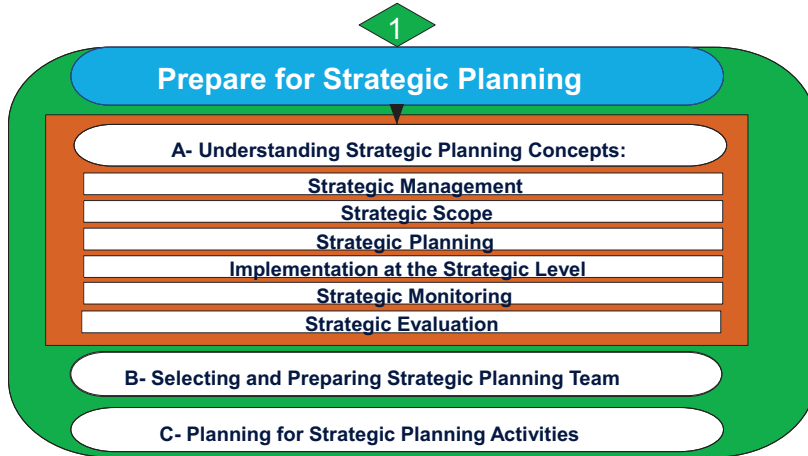 1
Prepare for Strategic Planning
A- Understanding Strategic Planning Concepts:
Strategic Management
Strategic Scope
Strategic Planning
Implementation at the Strategic Level
Strategic Monitoring
Strategic Evaluation
B- Selecting and Preparing Strategic Planning Team
C- Planning for Strategic Planning Activities